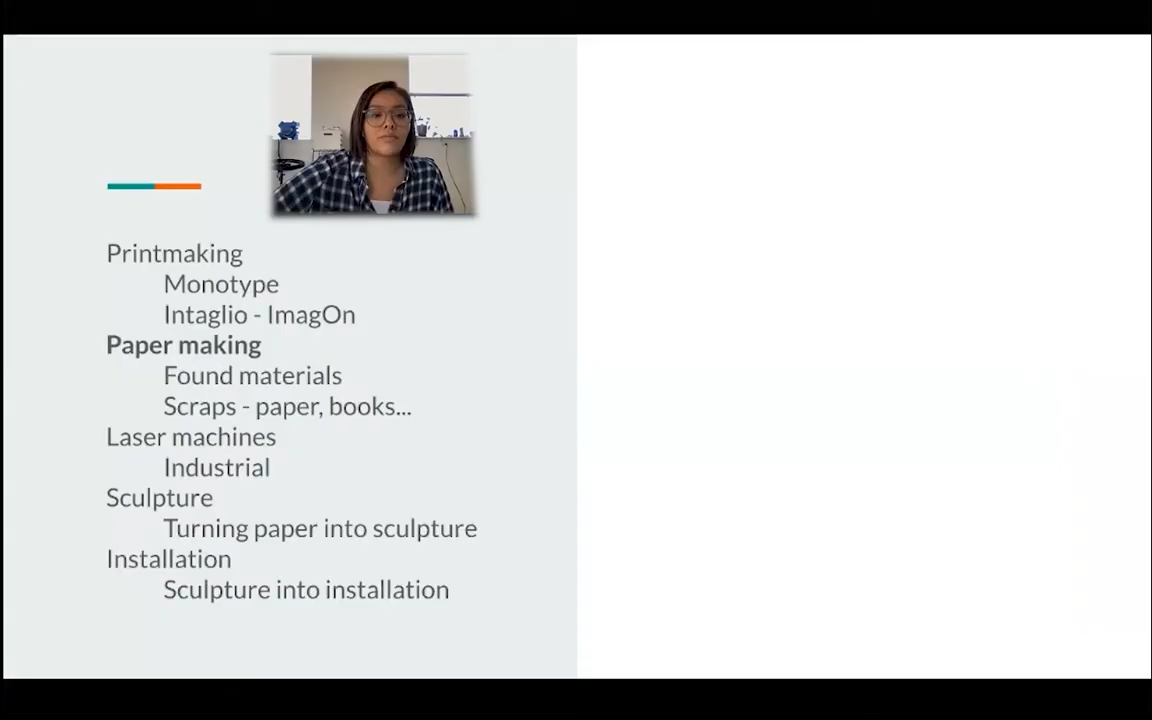 Printmaking
Monotype
Intaglio - ImagOn
Paper making
Found materials
Scraps - paper, books...
Laser machines
Industrial
Sculpture
Turning paper into sculpture
Installation
Sculpture into installation